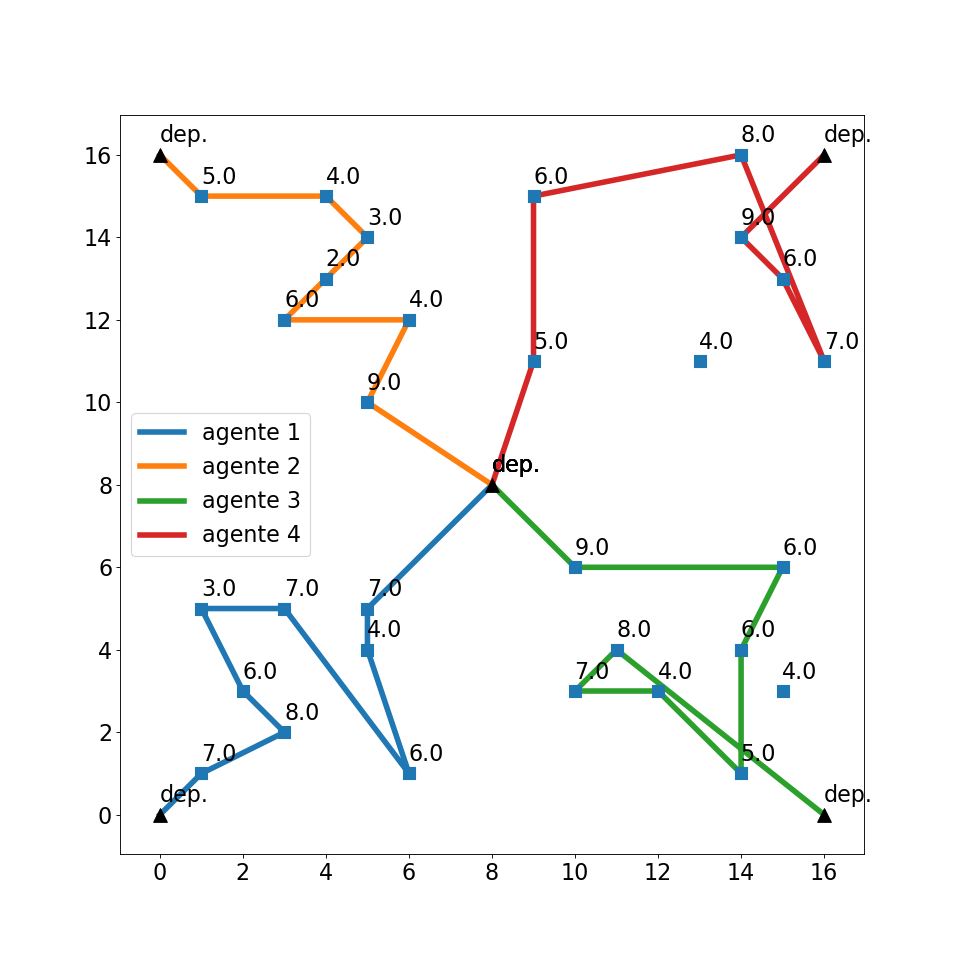 dep. 8.0 dep.
5.0 4.0 6.0
3.0 9.0
2.0 6.0
6.0 4.0
5.0 4.0 7.0
9.0
agente 1
agente 2
agente 3
agente 4
dep.
9.0 6.0
3.0 7.0 7.0
4.0 8.0 6.0
6.0 7.0 4.0 4.0
8.0
7.0 6.0 5.0
dep. dep.
16
14
12
10
8
6
4
2
0
0 2 4 6 8 10 12 14 16